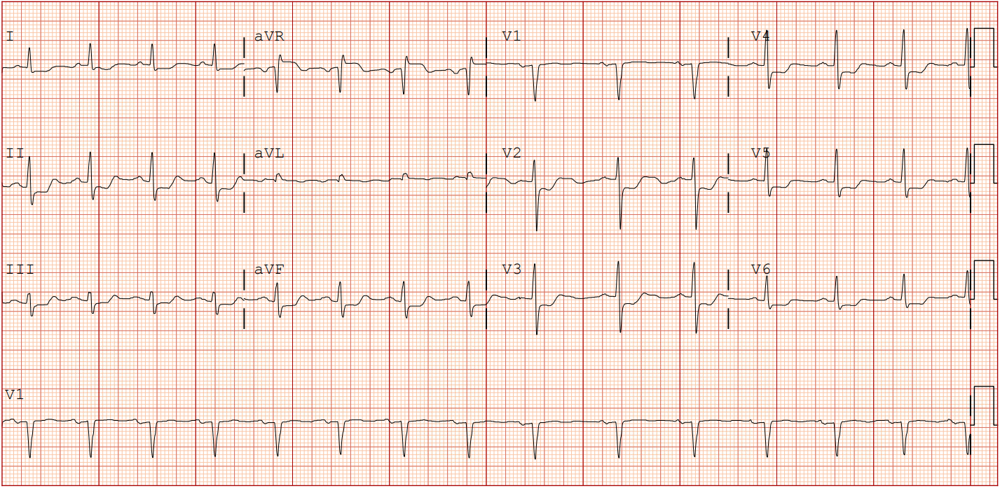 I aVR V1 V4
II aVL V2 V5
III aVF V3 V6
V1